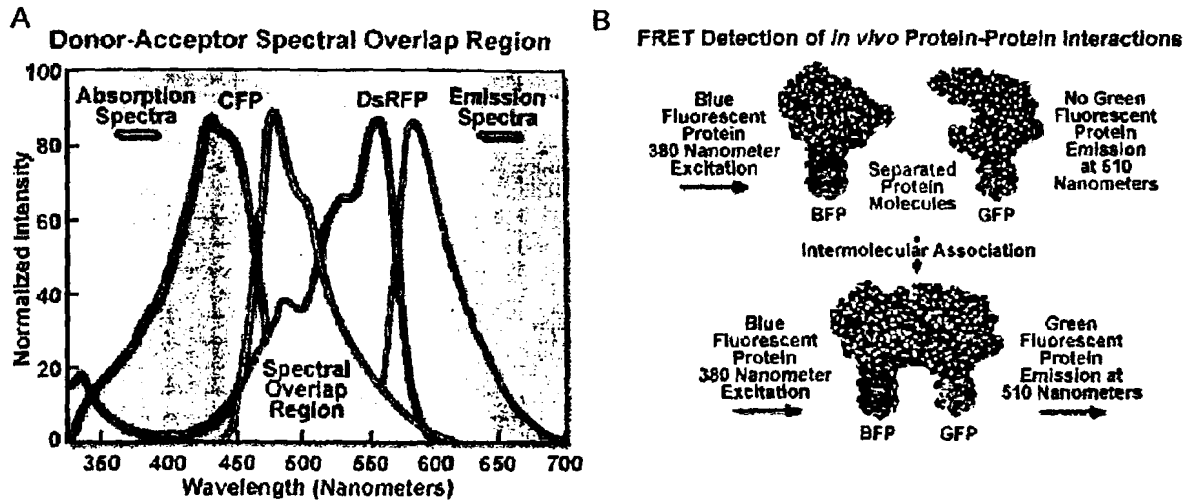 A
Donor-Acceptor Spectral Overlap Region
100
80
60
40
20
0
Normalized Intensity
Absorption
Spectra
CFP
DsRFP
Emission
Spectra
Spectral
Overlap
Region
350
400
450
500
550
600
650
700
Wavelength (Nanometers)
B
FRET Detection of in vivo Protein-Protein Interactions
Blue
Fluorescent
Protein
380 Nanometer
Excitation
Separated
Protein
Molecules
BFP
GFP
No Green
Fluorescent
Protein
Emission
at 510
Nanometers
Intermolecular Association
Blue
Fluorescent
Protein
380 Nanometer
Excitation
BFP
GFP
Green
Fluorescent
Protein
Emission at
510 Nanometers